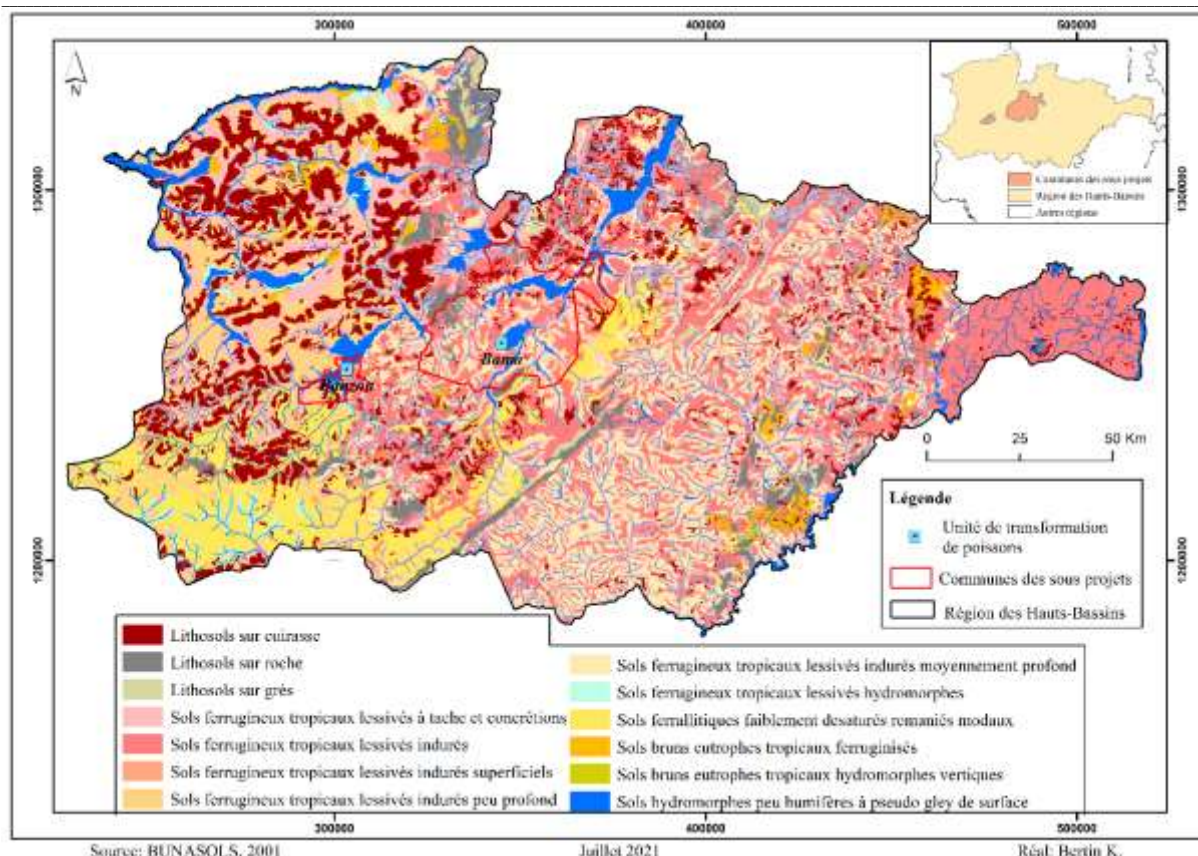 300000
400000
500000
N
Communes des sous projets
Région des Hauts-Bassins
Autres régions
1300000
1300000
Bama
Banzon
0 25 50 Km
Légende
Unité de transformation
de poissons
Communes des sous projets
Région des Hauts-Bassins
1200000
1200000
Lithosols sur cuirasse
Lithosols sur roche
Lithosols sur grès
Sols ferrugineux tropicaux lessivés à tache et concrétions
Sols ferrugineux tropicaux lessivés indurés
Sols ferrugineux tropicaux lessivés indurés superficiels
Sols ferrugineux tropicaux lessivés indurés peu profond
Sols ferrugineux tropicaux lessivés indurés moyennement profond
Sols ferrugineux tropicaux lessivés hydromorphes
Sols ferrallitiques faiblement desaturés remaniés modaux
Sols bruns eutrophes tropicaux ferruginisés
Sols bruns eutrophes tropicaux hydromorphes vertiques
Sols hydromorphes peu humifères à pseudo gley de surface
300000
400000
500000
Source: BUNASOLS, 2001
Juillet 2021
Réal: Bertin K.